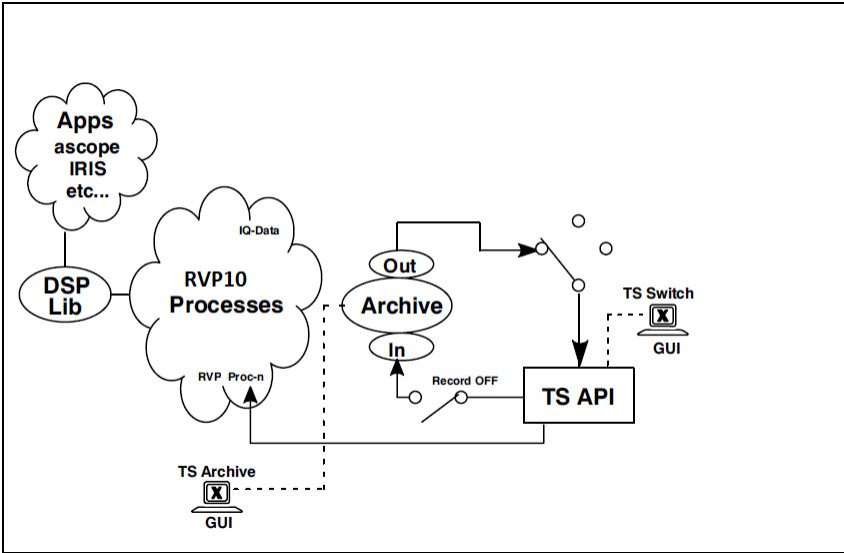 Apps
ascope
IRIS
etc...
DSP
Lib
IQ-Data
RVP10
Processes
RVP Proc-n
Out
Archive
In
Record OFF
TS Switch
X
GUI
TS API
TS Archive
X
GUI